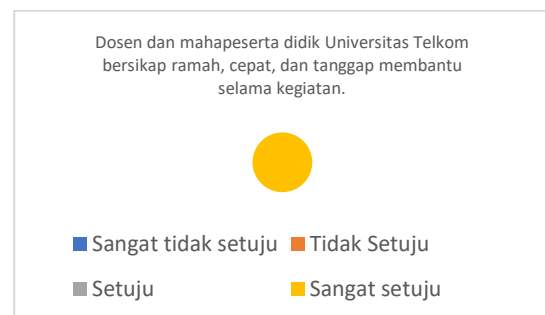 Dosen dan mahapeserta didik Universitas Telkom
bersikap ramah, cepat, dan tanggap membantu
selama kegiatan.
Sangat tidak setuju Tidak Setuju
Setuju Sangat setuju